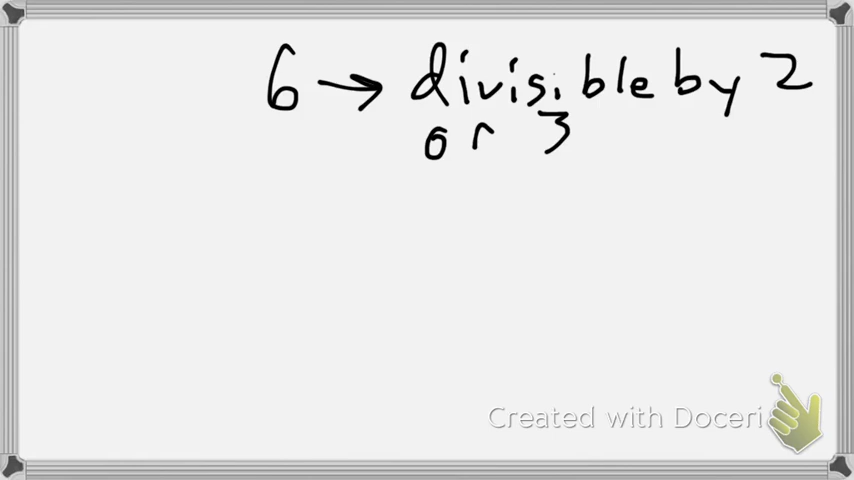 6 → divisible by 2
or 3
Created with Doceri